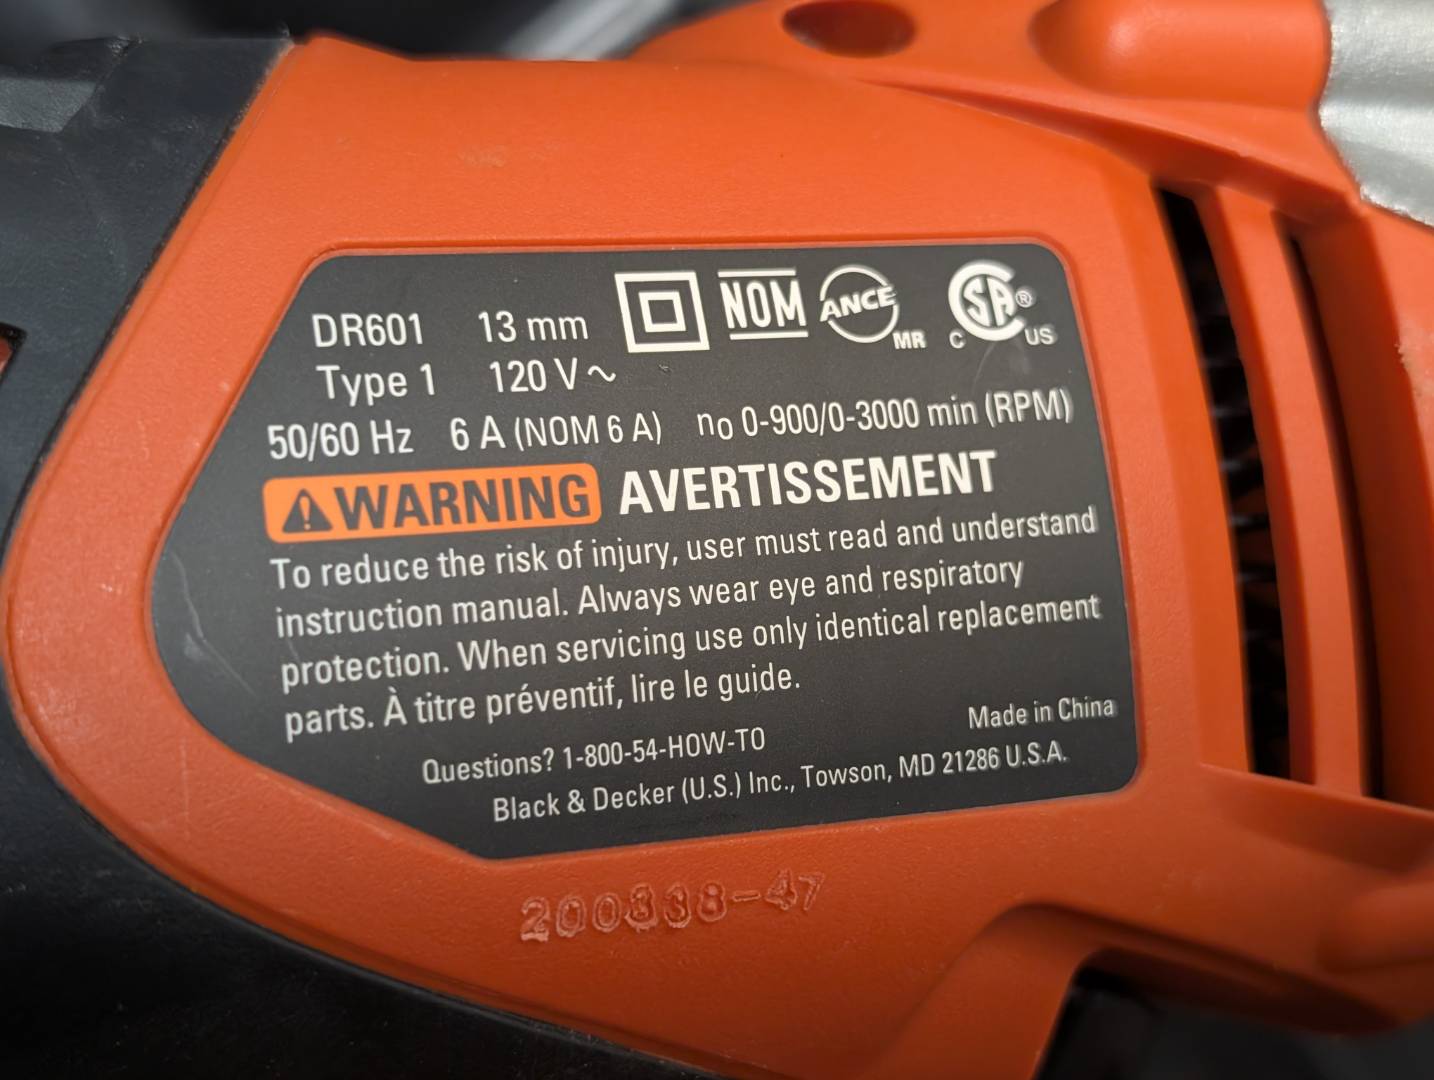 DR601 13 mm NOM ANCE MR CSA® C US
Type 1 120 V ~
50/60 Hz 6 A (NOM 6 A) no 0-900/0-3000 min (RPM)
⚠WARNING AVERTISSEMENT
To reduce the risk of injury, user must read and understand
instruction manual. Always wear eye and respiratory
protection. When servicing use only identical replacement
parts. À titre préventif, lire le guide.
Made in China
Questions? 1-800-54-HOW-TO
Black & Decker (U.S.) Inc., Towson, MD 21286 U.S.A.
200838-47